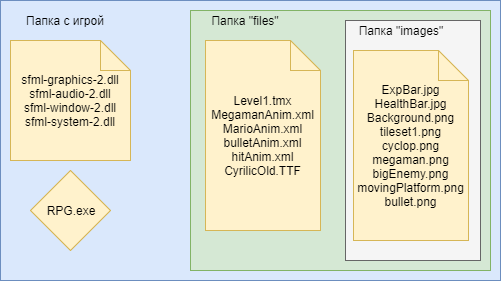 Папка с игрой
sfml-graphics-2.dll
sfml-audio-2.dll
sfml-window-2.dll
sfml-system-2.dll
RPG.exe
Папка "files"
Level1.tmx
MegamanAnim.xml
MarioAnim.xml
bulletAnim.xml
hitAnim.xml
CyrilicOld.TTF
Папка "images"
ExpBar.jpg
HealthBar.jpg
Background.png
tileset1.png
cyclop.png
megaman.png
bigEnemy.png
movingPlatform.png
bullet.png